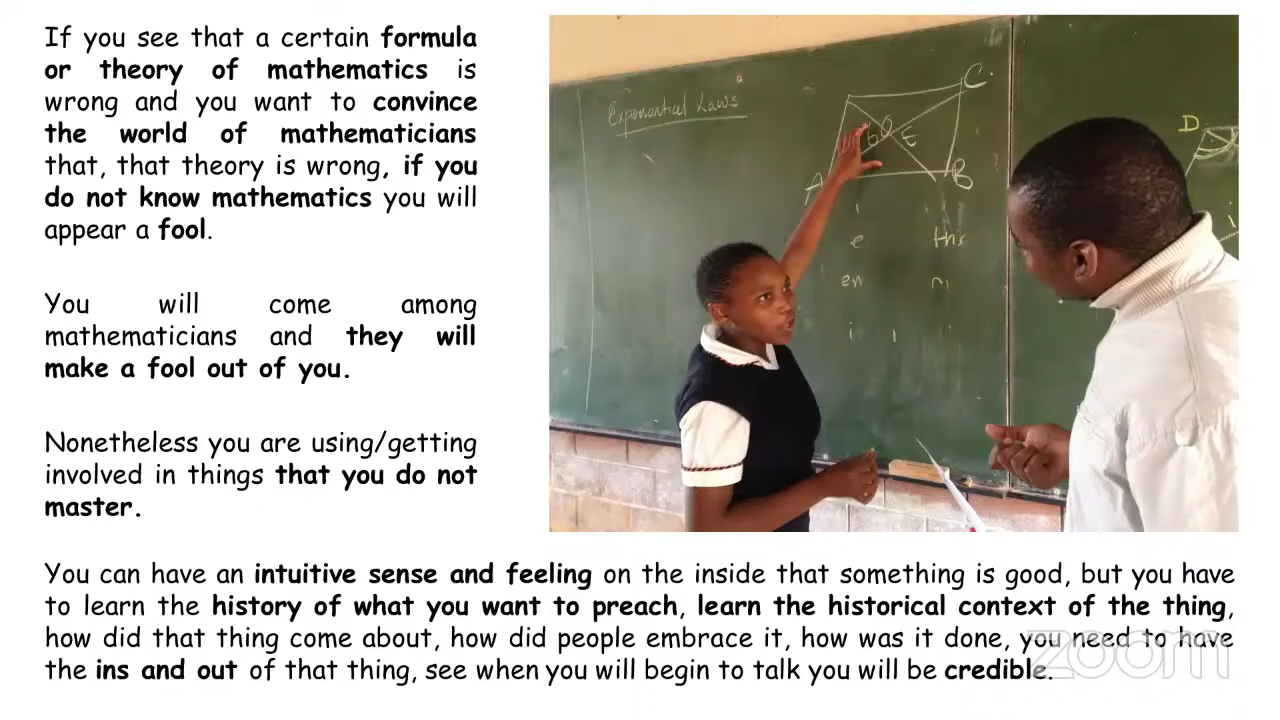 If you see that a certain formula
or theory of mathematics is
wrong and you want to convince
the world of mathematicians
that, that theory is wrong, if you
do not know mathematics you will
appear a fool.
You will come among
mathematicians and they will
make a fool out of you.
Nonetheless you are using/getting
involved in things that you do not
master.
Exponential Laws
C
D
O
6
E
A
B
i
e this
en
i
You can have an intuitive sense and feeling on the inside that something is good, but you have
to learn the history of what you want to preach, learn the historical context of the thing,
how did that thing come about, how did people embrace it, how was it done, you need to have
the ins and out of that thing, see when you will begin to talk you will be credible.
zoom